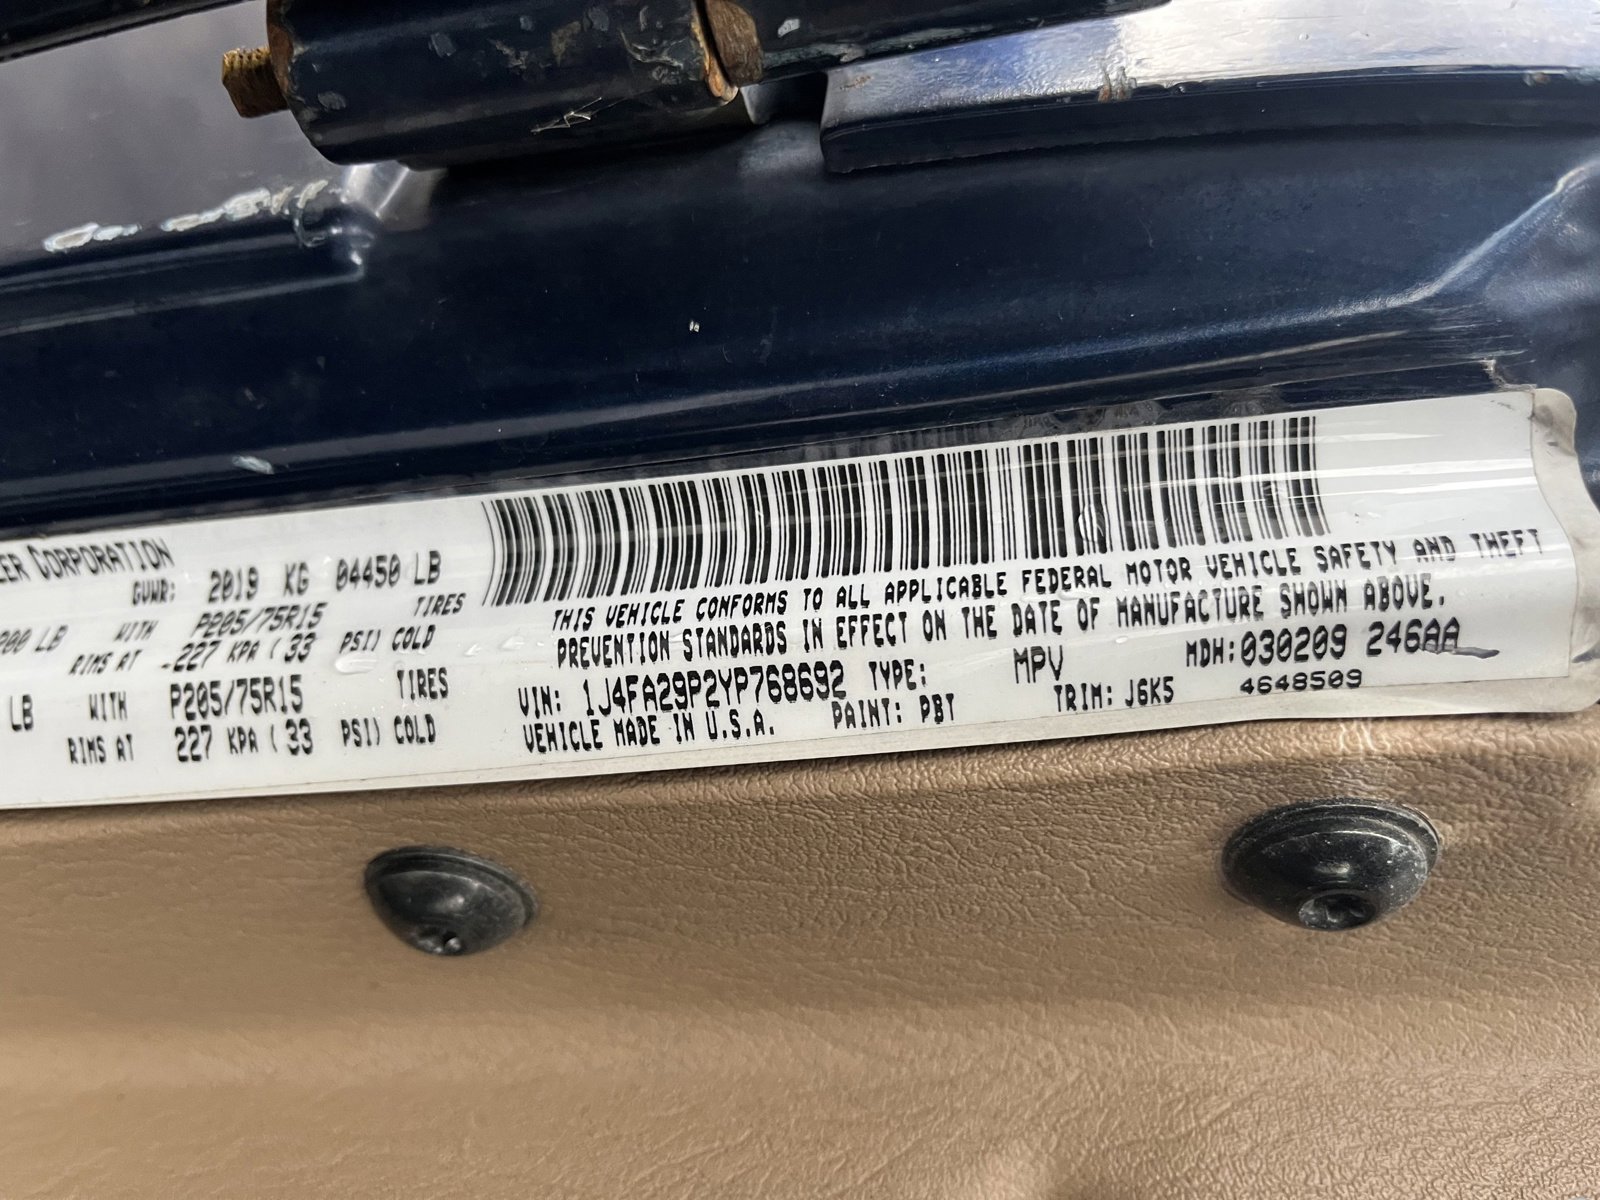 ER CORPORATION
GVWR: 2019 KG 04450 LB
WITH P205/75R15 TIRES
RIMS AT 227 KPA ( 33 PSI) COLD
LB WITH P205/75R15 TIRES
RIMS AT 227 KPA ( 33 PSI) COLD
THIS VEHICLE CONFORMS TO ALL APPLICABLE FEDERAL MOTOR VEHICLE SAFETY AND THEFT
PREVENTION STANDARDS IN EFFECT ON THE DATE OF MANUFACTURE SHOWN ABOVE.
VIN: 1J4FA29P2YP768692 TYPE: MPV MDH:030209 246AA
VEHICLE MADE IN U.S.A. PAINT: PBT TRIM: J6K5 4648509